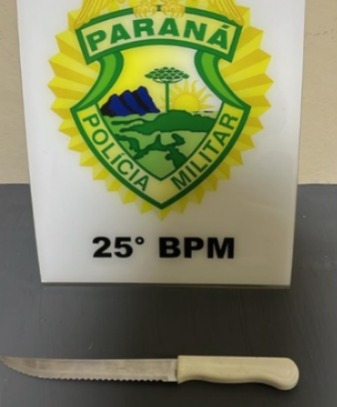 PARANÁ
POLÍCIA MILITAR
25° BPM